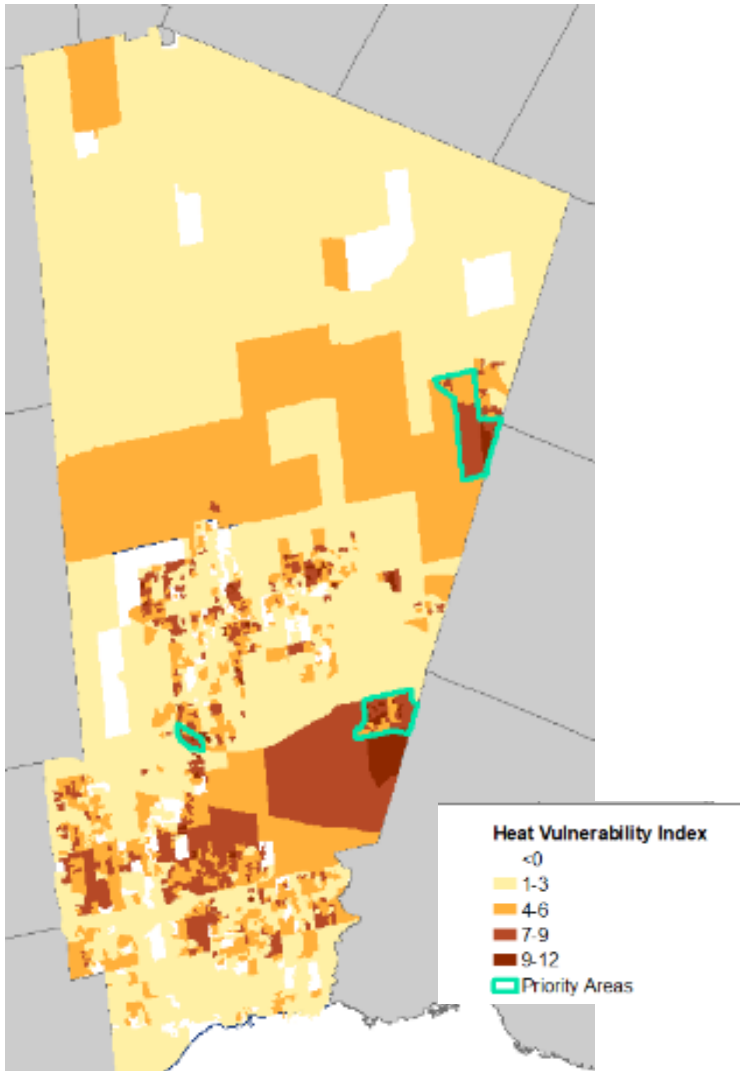 Heat Vulnerability Index
<0
1-3
4-6
7-9
9-12
Priority Areas